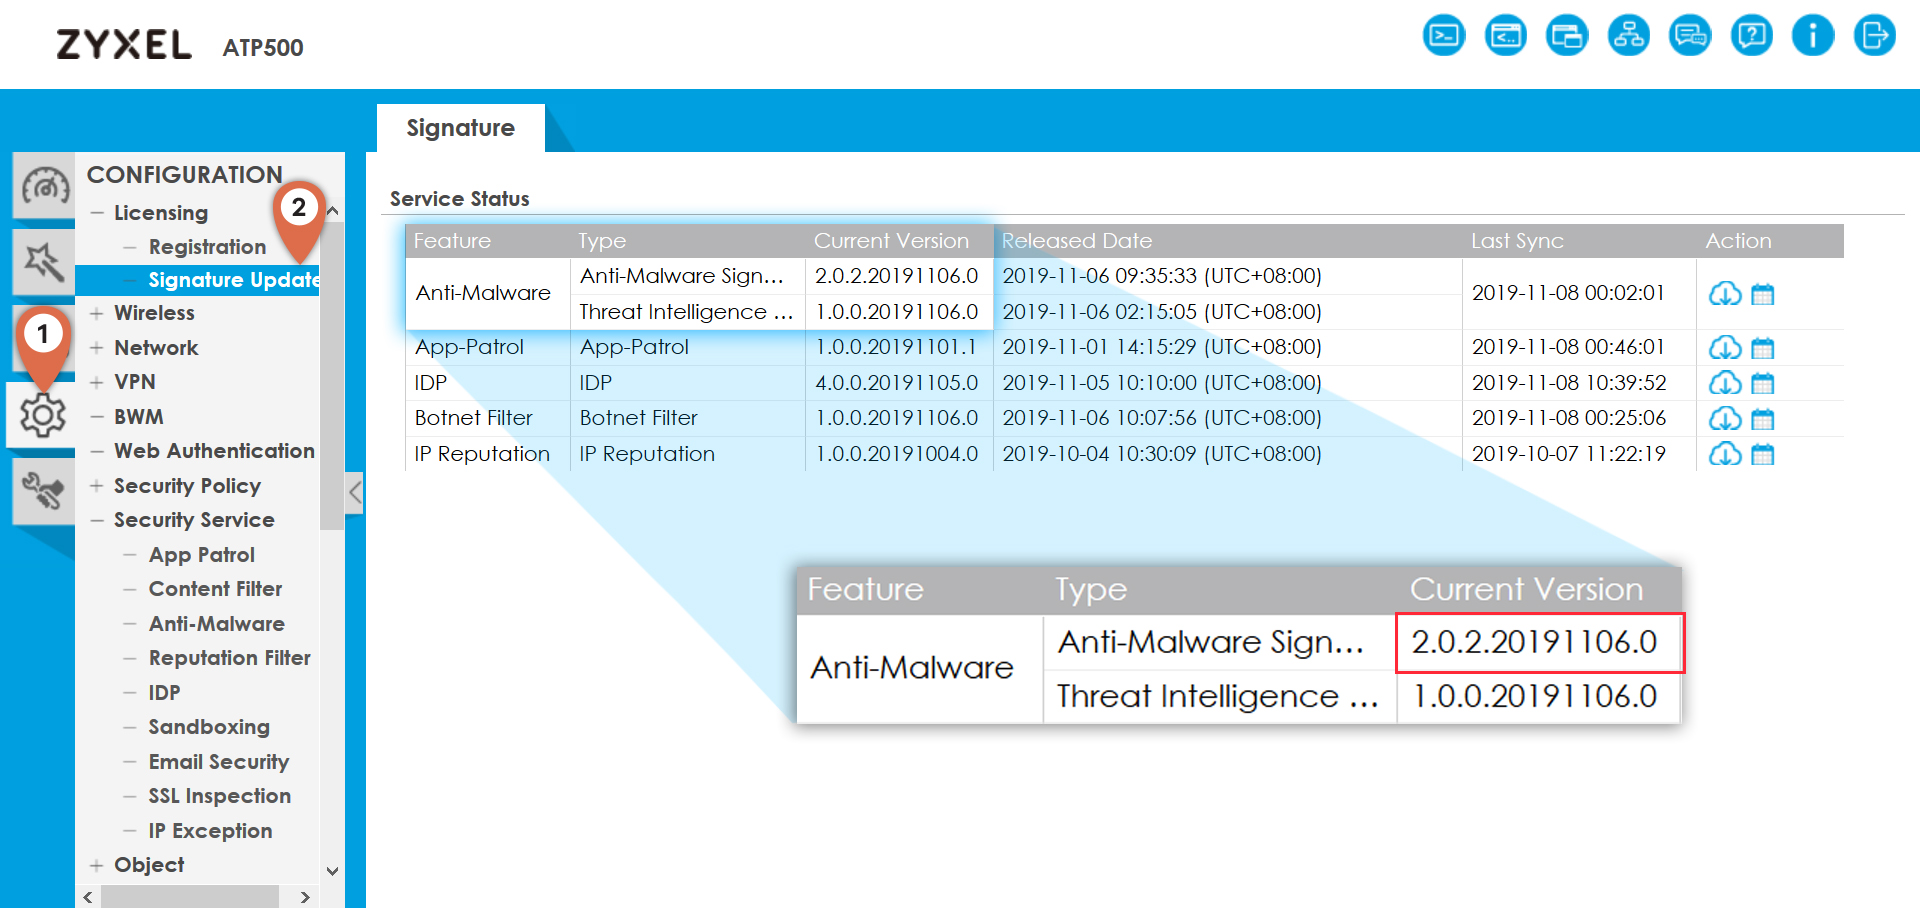 ZYXEL ATP500
Signature
CONFIGURATION
Licensing
Registration
Signature Update
Wireless
Network
VPN
BWM
Web Authentication
Security Policy
Security Service
App Patrol
Content Filter
Anti-Malware
Reputation Filter
IDP
Sandboxing
Email Security
SSL Inspection
IP Exception
Object
1
2
Service Status
Feature Type Current Version Released Date Last Sync Action
Anti-Malware Anti-Malware Sign... 2.0.2.20191106.0 2019-11-06 09:35:33 (UTC+08:00) 2019-11-08 00:02:01
Threat Intelligence ... 1.0.0.20191106.0 2019-11-06 02:15:05 (UTC+08:00)
App-Patrol App-Patrol 1.0.0.20191101.1 2019-11-01 14:15:29 (UTC+08:00) 2019-11-08 00:46:01
IDP IDP 4.0.0.20191105.0 2019-11-05 10:10:00 (UTC+08:00) 2019-11-08 10:39:52
Botnet Filter Botnet Filter 1.0.0.20191106.0 2019-11-06 10:07:56 (UTC+08:00) 2019-11-08 00:25:06
IP Reputation IP Reputation 1.0.0.20191004.0 2019-10-04 10:30:09 (UTC+08:00) 2019-10-07 11:22:19
Feature Type Current Version
Anti-Malware Anti-Malware Sign... 2.0.2.20191106.0
Threat Intelligence ... 1.0.0.20191106.0